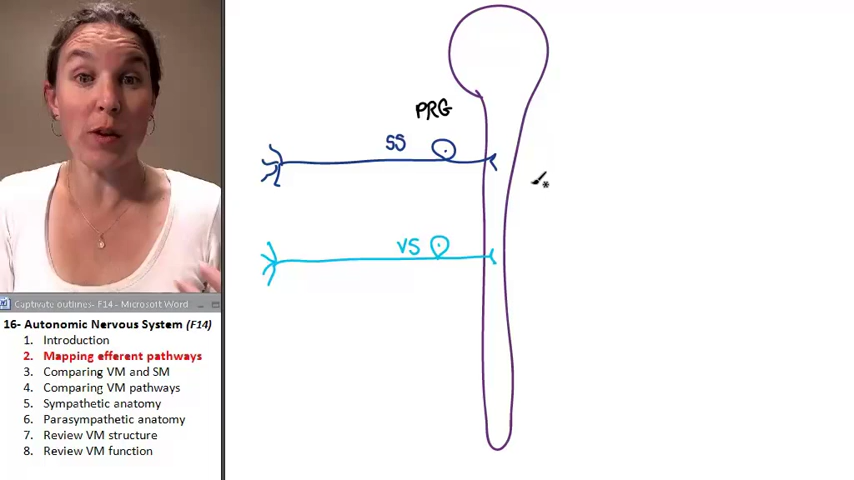 PRG
SS
VS
Captivate outlines- F14 - Microsoft Word
16- Autonomic Nervous System (F14)
1. Introduction
2. Mapping efferent pathways
3. Comparing VM and SM
4. Comparing VM pathways
5. Sympathetic anatomy
6. Parasympathetic anatomy
7. Review VM structure
8. Review VM function